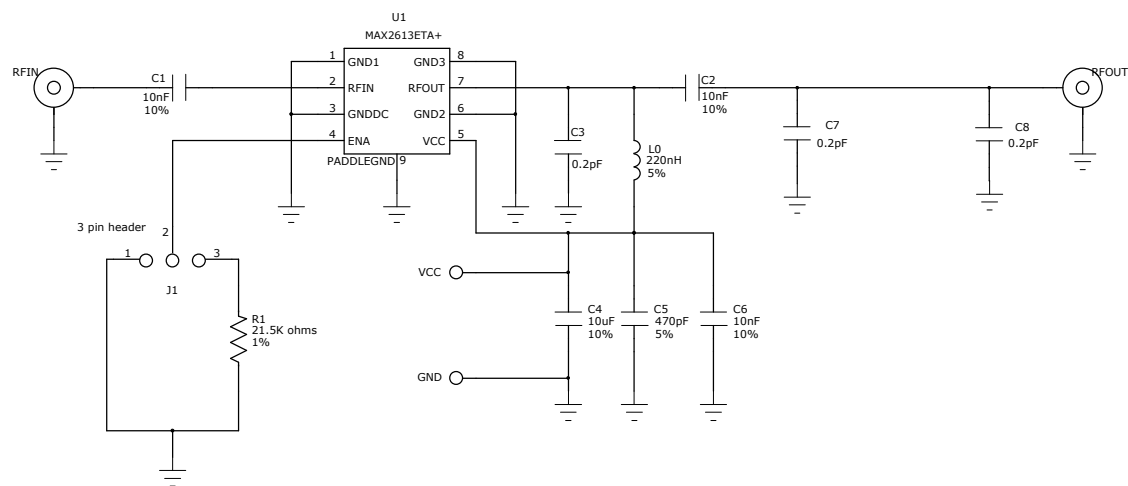 U1
MAX2613ETA+
1
GND1
GND3
8
RFIN
C1
10nF
10%
2
RFIN
RFOUT
7
C2
10nF
10%
RFOUT
3
GNDDC
GND2
6
4
ENA
VCC
5
PADDLEGND
9
C3
0.2pF
L0
220nH
5%
C7
0.2pF
C8
0.2pF
3 pin header
2
1
3
J1
VCC
R1
21.5K ohms
1%
C4
10uF
10%
C5
470pF
5%
C6
10nF
10%
GND